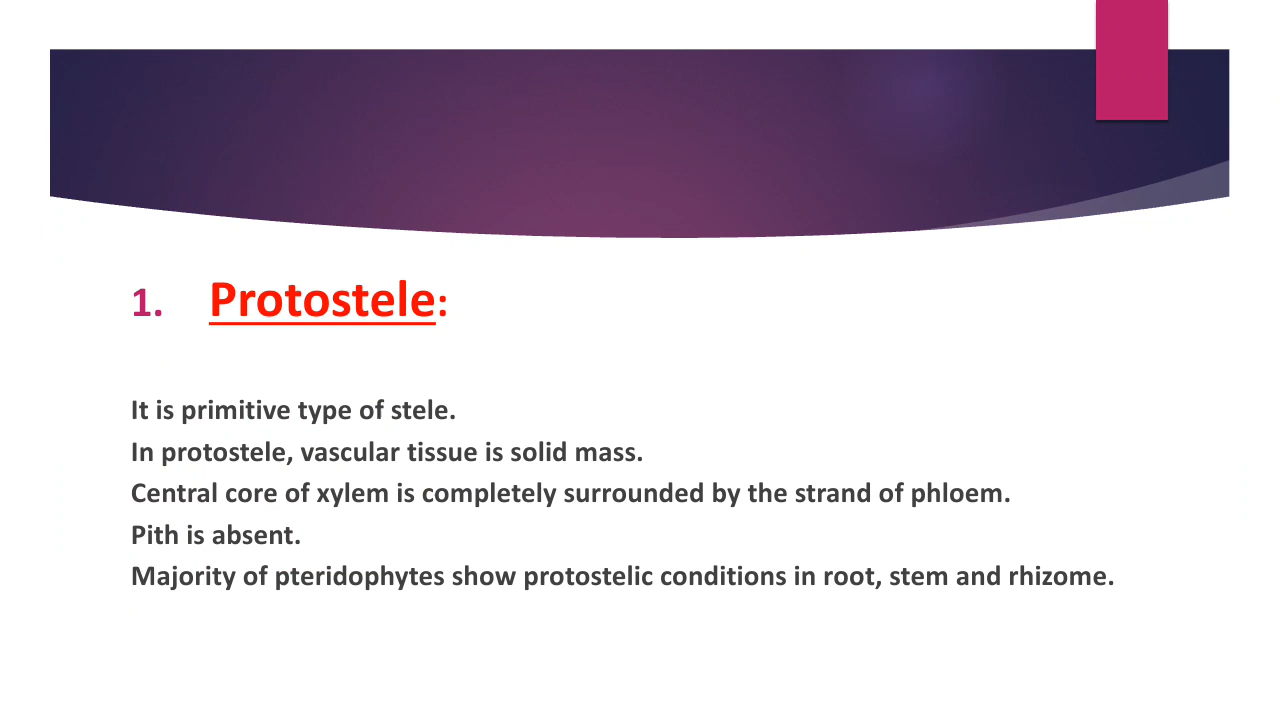 1. Protostele:
It is primitive type of stele.
In protostele, vascular tissue is solid mass.
Central core of xylem is completely surrounded by the strand of phloem.
Pith is absent.
Majority of pteridophytes show protostelic conditions in root, stem and rhizome.